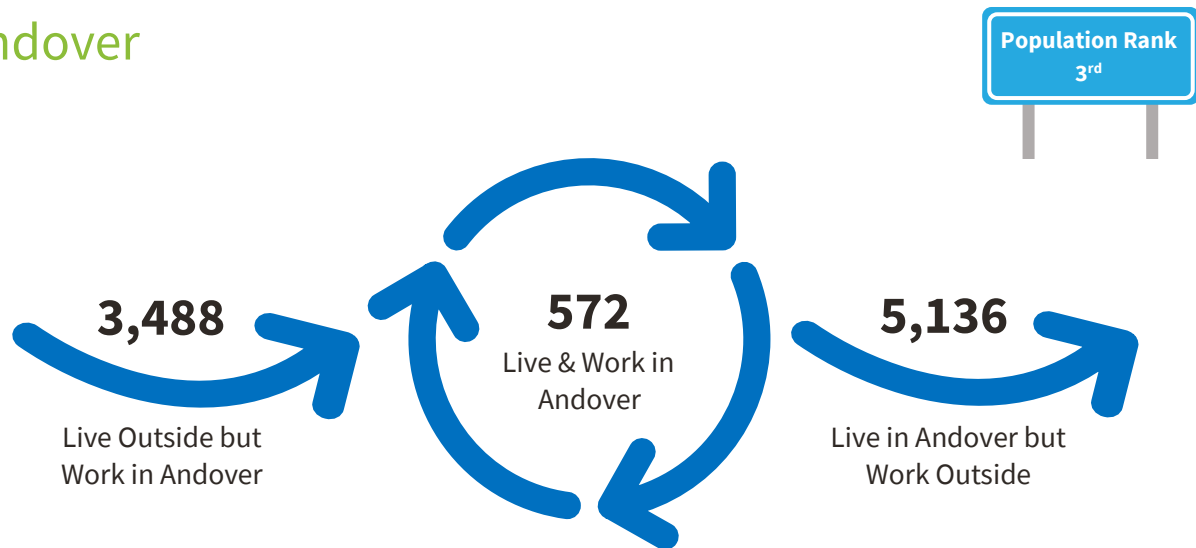 ndover
Population Rank
3rd
3,488
Live Outside but
Work in Andover
572
Live & Work in
Andover
5,136
Live in Andover but
Work Outside